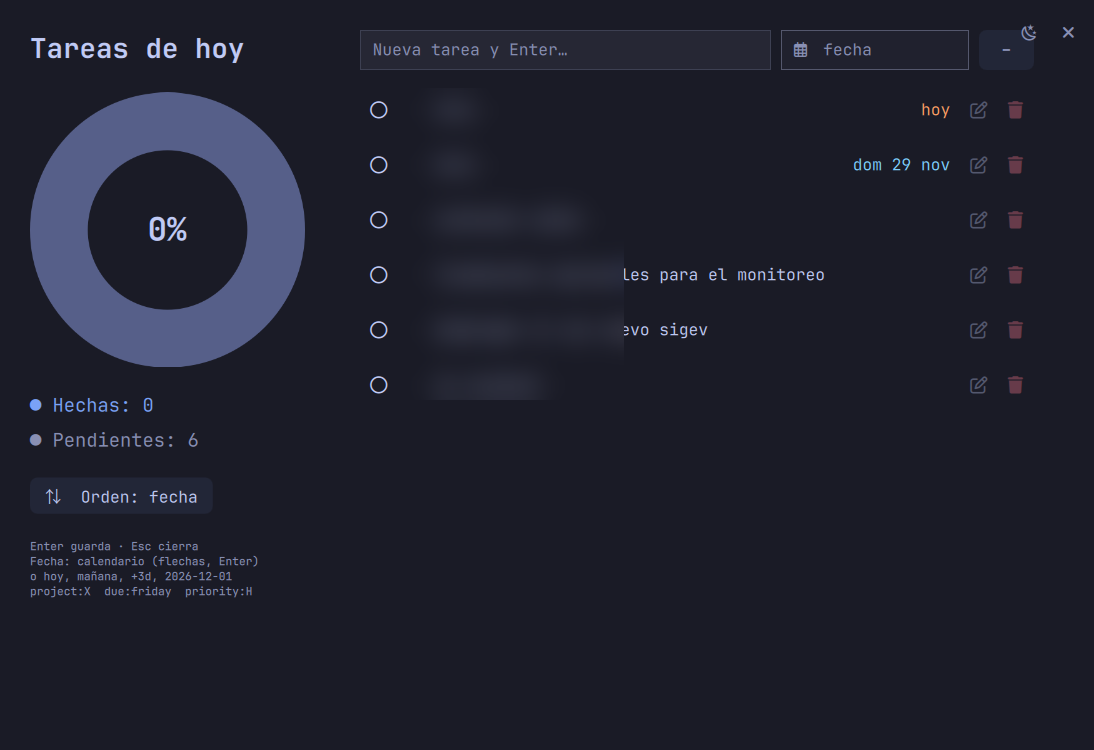 Tareas de hoy
Nueva tarea y Enter…
fecha
–
0%
hoy
dom 29 nov
les para el monitoreo
evo sigev
Hechas: 0
Pendientes: 6
Orden: fecha
Enter guarda · Esc cierra
Fecha: calendario (flechas, Enter)
o hoy, mañana, +3d, 2026-12-01
project:X due:friday priority:H